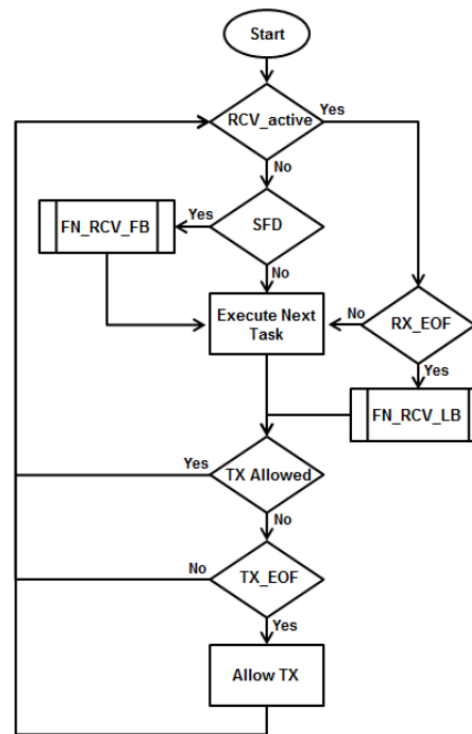 Start
RCV_active
Yes
No
Yes
SFD
FN_RCV_FB
No
Execute Next
Task
No
RX_EOF
Yes
FN_RCV_LB
Yes
TX Allowed
No
No
TX_EOF
Yes
Allow TX